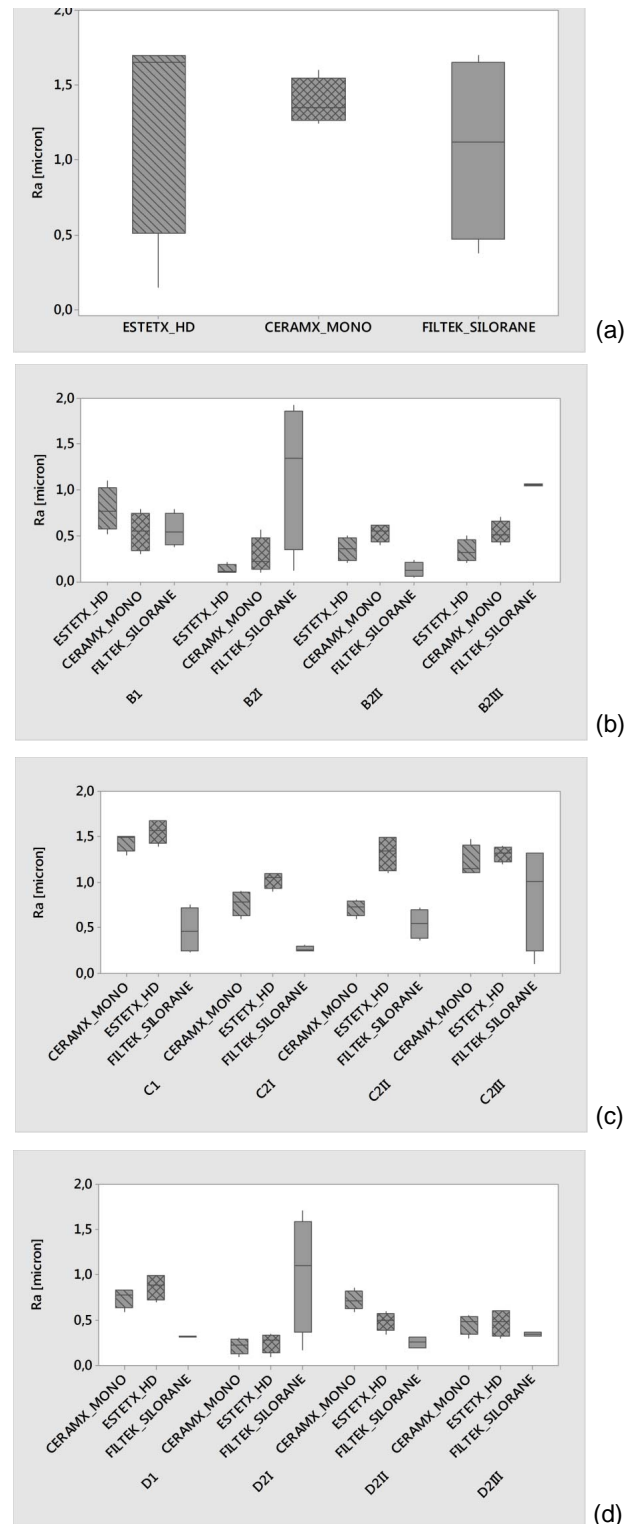 2,0
1,5
1,0
0,5
0,0
Ra [micron]
ESTETX_HD CERAMX_MONO FILTEK_SILORANE
(a)
2,0
1,5
1,0
0,5
0,0
Ra [micron]
ESTETX_HD
CERAMX_MONO
FILTEK_SILORANE
B1
ESTETX_HD
CERAMX_MONO
FILTEK_SILORANE
B2I
ESTETX_HD
CERAMX_MONO
FILTEK_SILORANE
B2II
ESTETX_HD
CERAMX_MONO
FILTEK_SILORANE
B2III
(b)
2,0
1,5
1,0
0,5
0,0
Ra [micron]
CERAMX_MONO
ESTETX_HD
FILTEK_SILORANE
C1
CERAMX_MONO
ESTETX_HD
FILTEK_SILORANE
C2I
CERAMX_MONO
ESTETX_HD
FILTEK_SILORANE
C2II
CERAMX_MONO
ESTETX_HD
FILTEK_SILORANE
C2III
(c)
2,0
1,5
1,0
0,5
0,0
Ra [micron]
CERAMX_MONO
ESTETX_HD
FILTEK_SILORANE
D1
CERAMX_MONO
ESTETX_HD
FILTEK_SILORANE
D2I
CERAMX_MONO
ESTETX_HD
FILTEK_SILORANE
D2II
CERAMX_MONO
ESTETX_HD
FILTEK_SILORANE
D2III
(d)